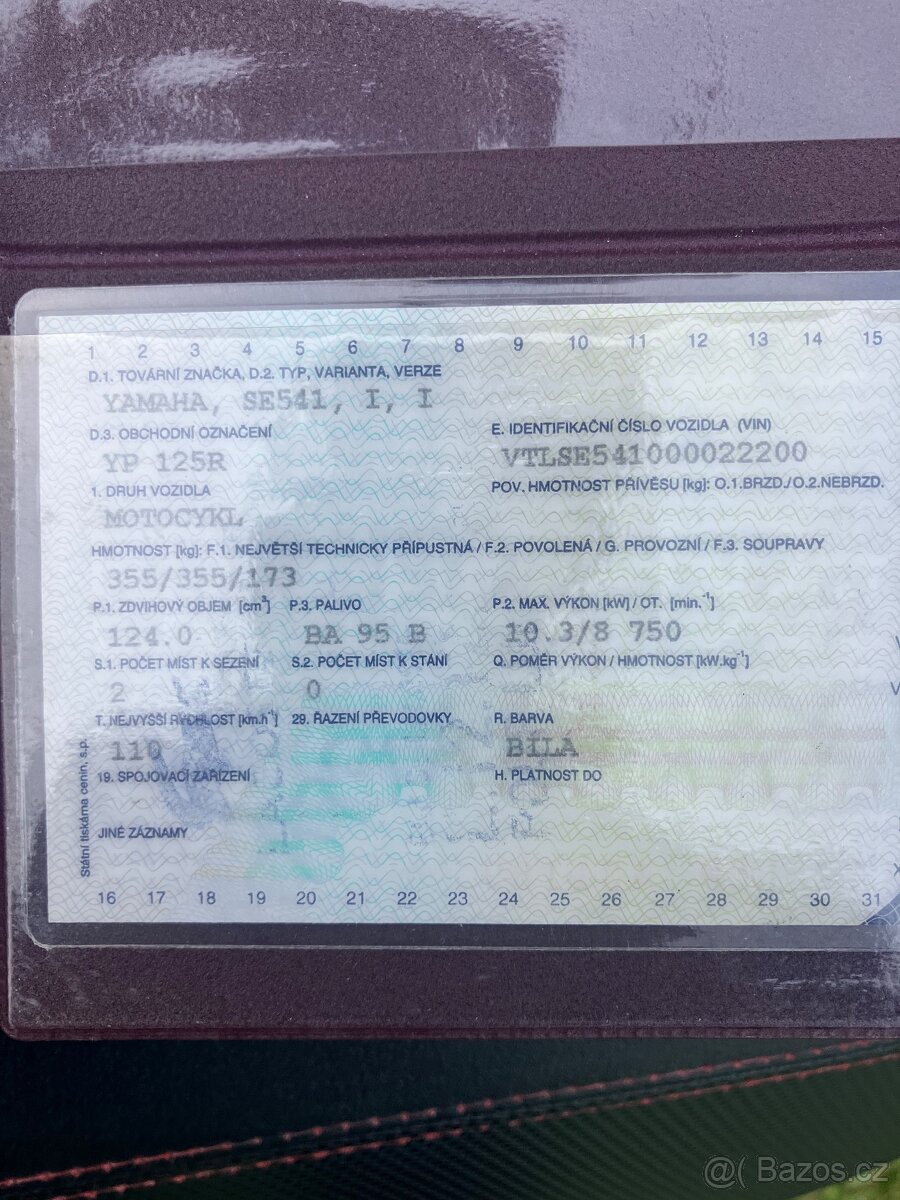 1 2 3 4 5 6 7 8 9 10 11 12 13 14 15
D.1. TOVÁRNÍ ZNAČKA, D.2. TYP, VARIANTA, VERZE
YAMAHA, SE541, I, I
D.3. OBCHODNÍ OZNAČENÍ E. IDENTIFIKAČNÍ ČÍSLO VOZIDLA (VIN)
YP 125R VTLSE541000022200
1. DRUH VOZIDLA POV. HMOTNOST PŘÍVĚSU [kg]: O.1.BRZD./O.2.NEBRZD.
MOTOCYKL
HMOTNOST [kg]: F.1. NEJVĚTŠÍ TECHNICKY PŘÍPUSTNÁ / F.2. POVOLENÁ / G. PROVOZNÍ / F.3. SOUPRAVY
355/355/173
P.1. ZDVIHOVÝ OBJEM [cm³] P.3. PALIVO P.2. MAX. VÝKON [kW] / OT. [min.⁻¹]
124.0 BA 95 B 10.3/8 750
S.1. POČET MÍST K SEZENÍ S.2. POČET MÍST K STÁNÍ Q. POMĚR VÝKON / HMOTNOST [kW.kg⁻¹]
2 0
T. NEJVYŠŠÍ RYCHLOST [km.h⁻¹] 29. ŘAZENÍ PŘEVODOVKY R. BARVA
110 BÍLÁ
19. SPOJOVACÍ ZAŘÍZENÍ H. PLATNOST DO
JINÉ ZÁZNAMY
Státní tiskárna cenin, s.p.
16 17 18 19 20 21 22 23 24 25 26 27 28 29 30 31
@( Bazos.cz